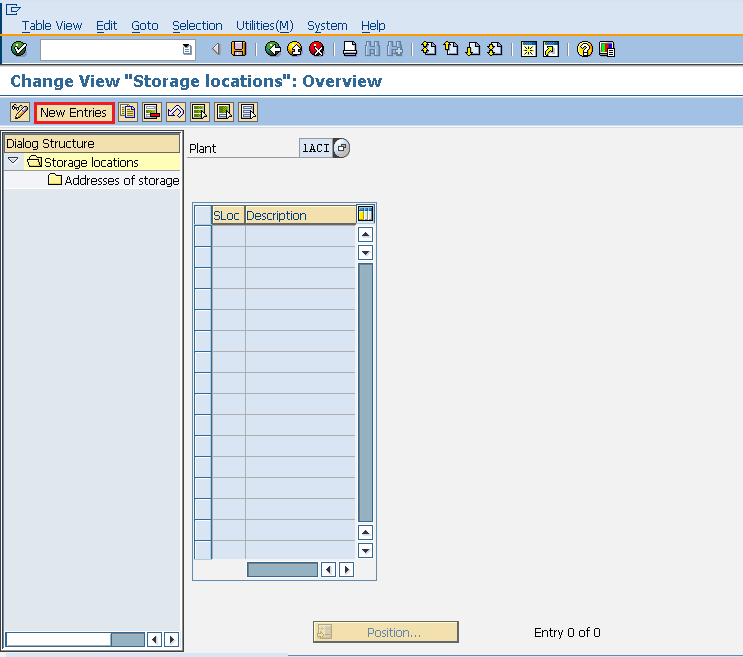 Table View Edit Goto Selection Utilities(M) System Help
Change View "Storage locations": Overview
New Entries
Dialog Structure
Storage locations
Addresses of storage
Plant 1ACI
SLoc Description
Position...
Entry 0 of 0